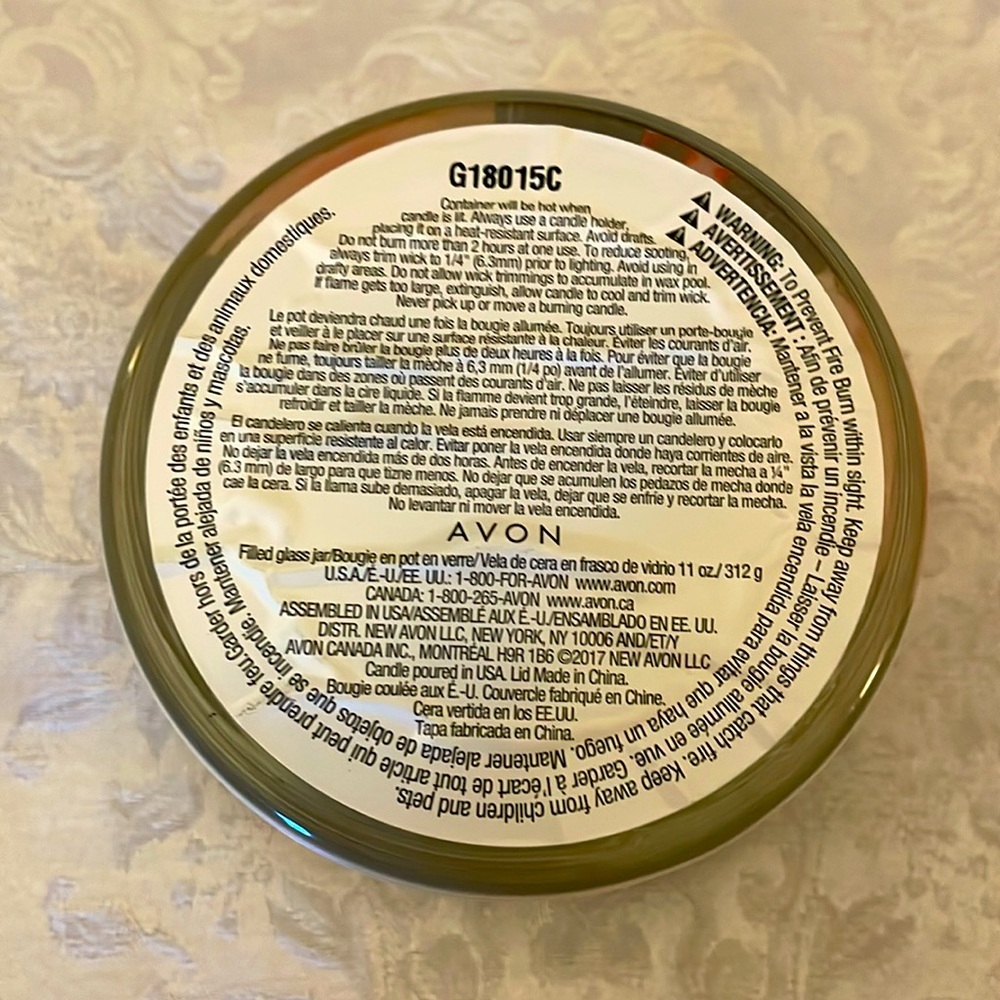 G18015C
Container will be hot when
candle is lit. Always use a candle holder,
placing it on a heat-resistant surface. Avoid drafts.
Do not burn more than 2 hours at one use. To reduce sooting,
always trim wick to 1/4" (6.3mm) prior to lighting. Avoid using in
drafty areas. Do not allow wick trimmings to accumulate in wax pool.
If flame gets too large, extinguish, allow candle to cool and trim wick.
Never pick up or move a burning candle.
Le pot deviendra chaud une fois la bougie allumée. Toujours utiliser un porte-bougie
et veiller à le placer sur une surface résistante à la chaleur. Éviter les courants d'air.
Ne pas faire brûler la bougie plus de deux heures à la fois. Pour éviter que la bougie
ne fume, toujours tailler la mèche à 6,3 mm (1/4 po) avant de l'allumer. Éviter d'utiliser
la bougie dans des zones où passent des courants d'air. Ne pas laisser les résidus de mèche
s'accumuler dans la cire liquide. Si la flamme devient trop grande, l'éteindre, laisser la bougie
refroidir et tailler la mèche. Ne jamais prendre ni déplacer une bougie allumée.
El candelero se calienta cuando la vela está encendida. Usar siempre un candelero y colocarlo
en una superficie resistente al calor. Evitar poner la vela encendida donde haya corrientes de aire.
No dejar la vela encendida más de dos horas. Antes de encender la vela, recortar la mecha a ¼"
(6.3 mm) de largo para que tizne menos. No dejar que se acumulen los pedazos de mecha donde
cae la cera. Si la llama sube demasiado, apagar la vela, dejar que se enfríe y recortar la mecha.
No levantar ni mover la vela encendida.
AVON
Filled glass jar/Bougie en pot en verre/Vela de cera en frasco de vidrio 11 oz./ 312 g
U.S.A/É.-U./EE. UU.: 1-800-FOR-AVON www.avon.com
CANADA: 1-800-265-AVON www.avon.ca
ASSEMBLED IN USA/ASSEMBLÉ AUX É.-U./ENSAMBLADO EN EE. UU.
DISTR. NEW AVON LLC, NEW YORK, NY 10006 AND/ET/Y
AVON CANADA INC., MONTRÉAL H9R 1B6 ©2017 NEW AVON LLC
Candle poured in USA. Lid Made in China.
Bougie coulée aux É.-U. Couvercle fabriqué en Chine.
Cera vertida en los EE.UU.
Tapa fabricada en China.
⚠ WARNING: To Prevent Fire Burn within sight. Keep away from things that catch fire. Keep away from children and pets.
⚠ AVERTISSEMENT : Afin de prévenir un incendie – Laisser la bougie allumée en vue. Garder à l'écart de tout article qui peut prendre feu.Garder hors de la portée des enfants et des animaux domestiques.
⚠ ADVERTENCIA: Mantener a la vista la vela encendida para evitar que haya un fuego. Mantener alejada de objetos que se incendie. Mantener alejada de niños y mascotas.